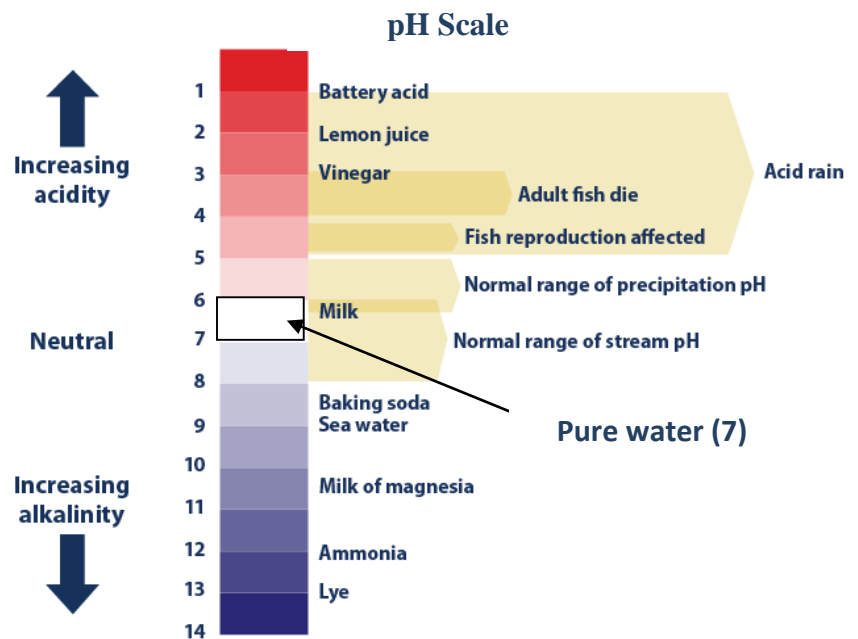 pH Scale
1
Battery acid
2
Lemon juice
Increasing
acidity
3
Vinegar
Acid rain
Adult fish die
4
Fish reproduction affected
5
Normal range of precipitation pH
6
Milk
Neutral
7
Normal range of stream pH
8
Baking soda
9
Sea water
Pure water (7)
10
Increasing
alkalinity
Milk of magnesia
11
12
Ammonia
13
Lye
14